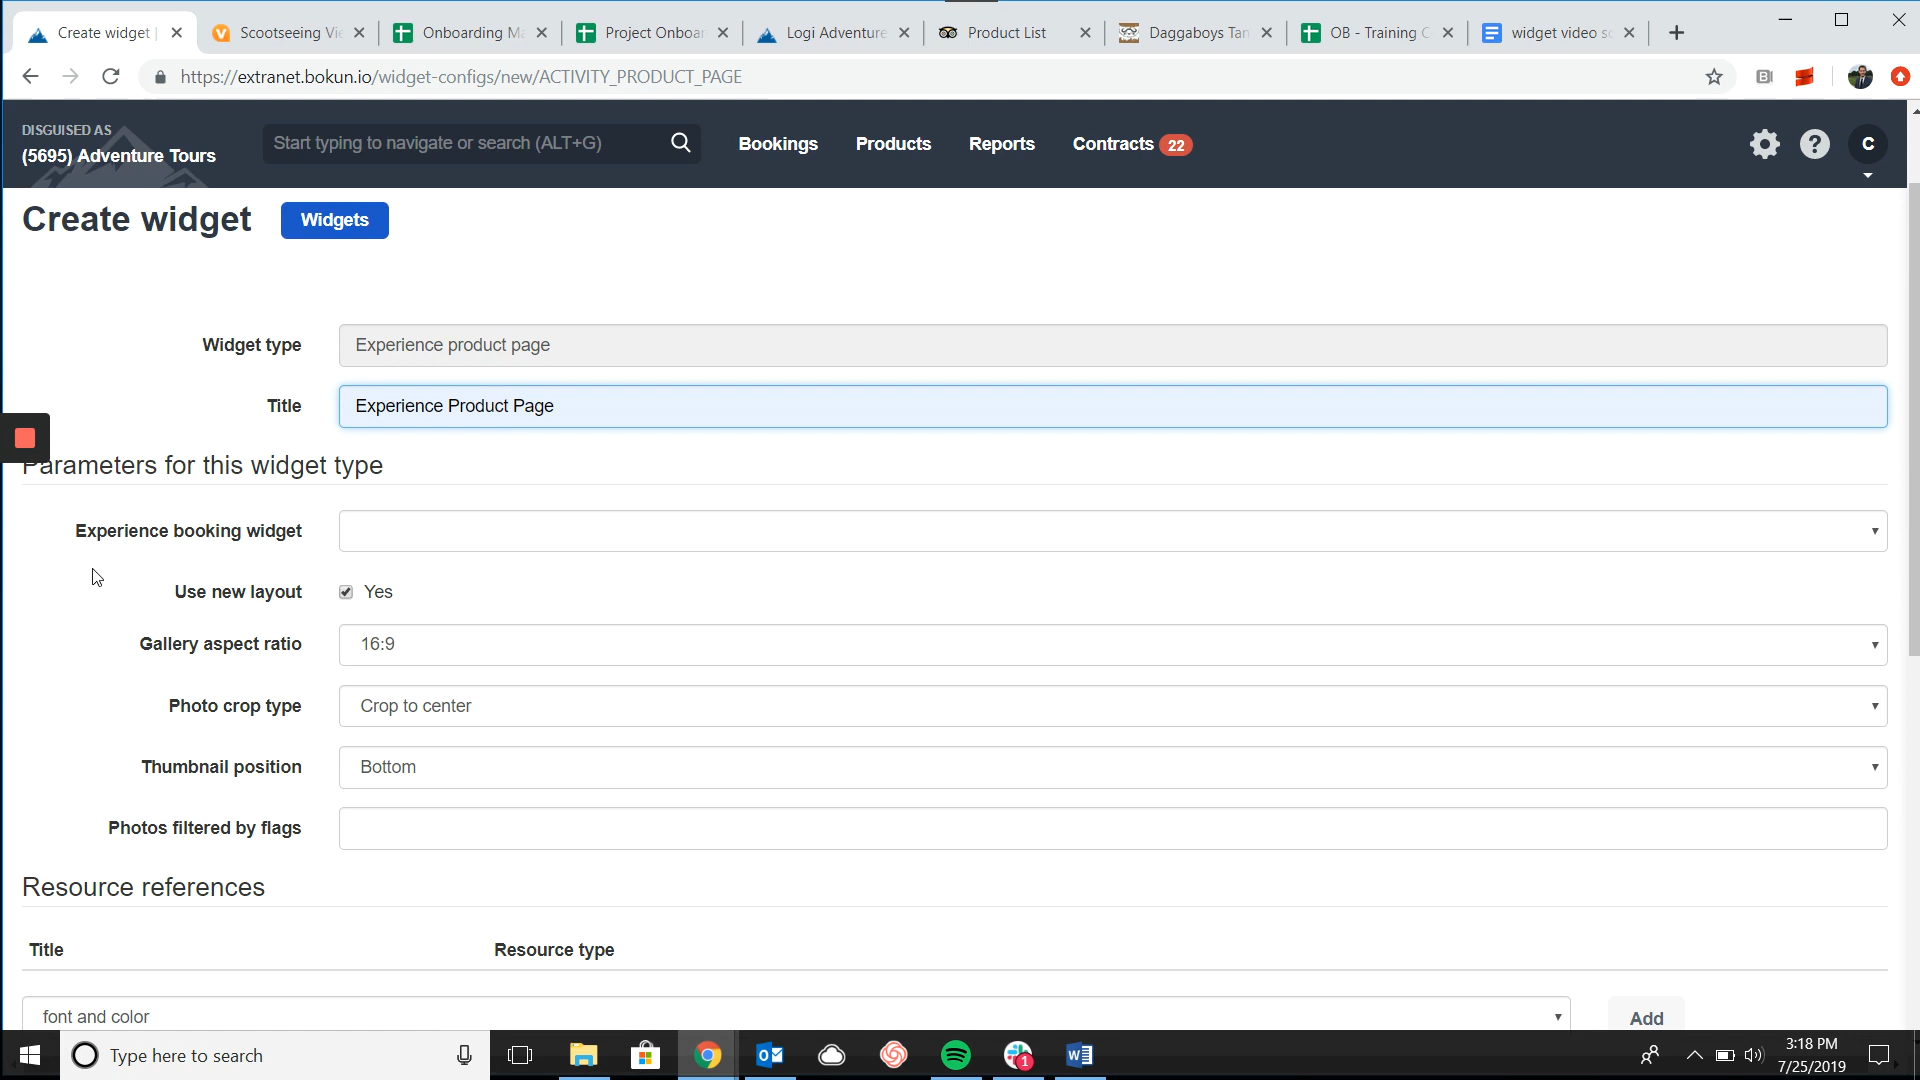 Create widget |
Scootseeing Vie
Onboarding Ma
Project Onboar
Logi Adventure
Product List
Daggaboys Tan
OB - Training C
widget video sc
https://extranet.bokun.io/widget-configs/new/ACTIVITY_PRODUCT_PAGE
DISGUISED AS
(5695) Adventure Tours
Start typing to navigate or search (ALT+G)
Bookings
Products
Reports
Contracts 22
C
Create widget
Widgets
Widget type
Experience product page
Title
Experience Product Page
Parameters for this widget type
Experience booking widget
Use new layout
Yes
Gallery aspect ratio
16:9
Photo crop type
Crop to center
Thumbnail position
Bottom
Photos filtered by flags
Resource references
Title
Resource type
font and color
Add
Type here to search
1
3:18 PM
7/25/2019